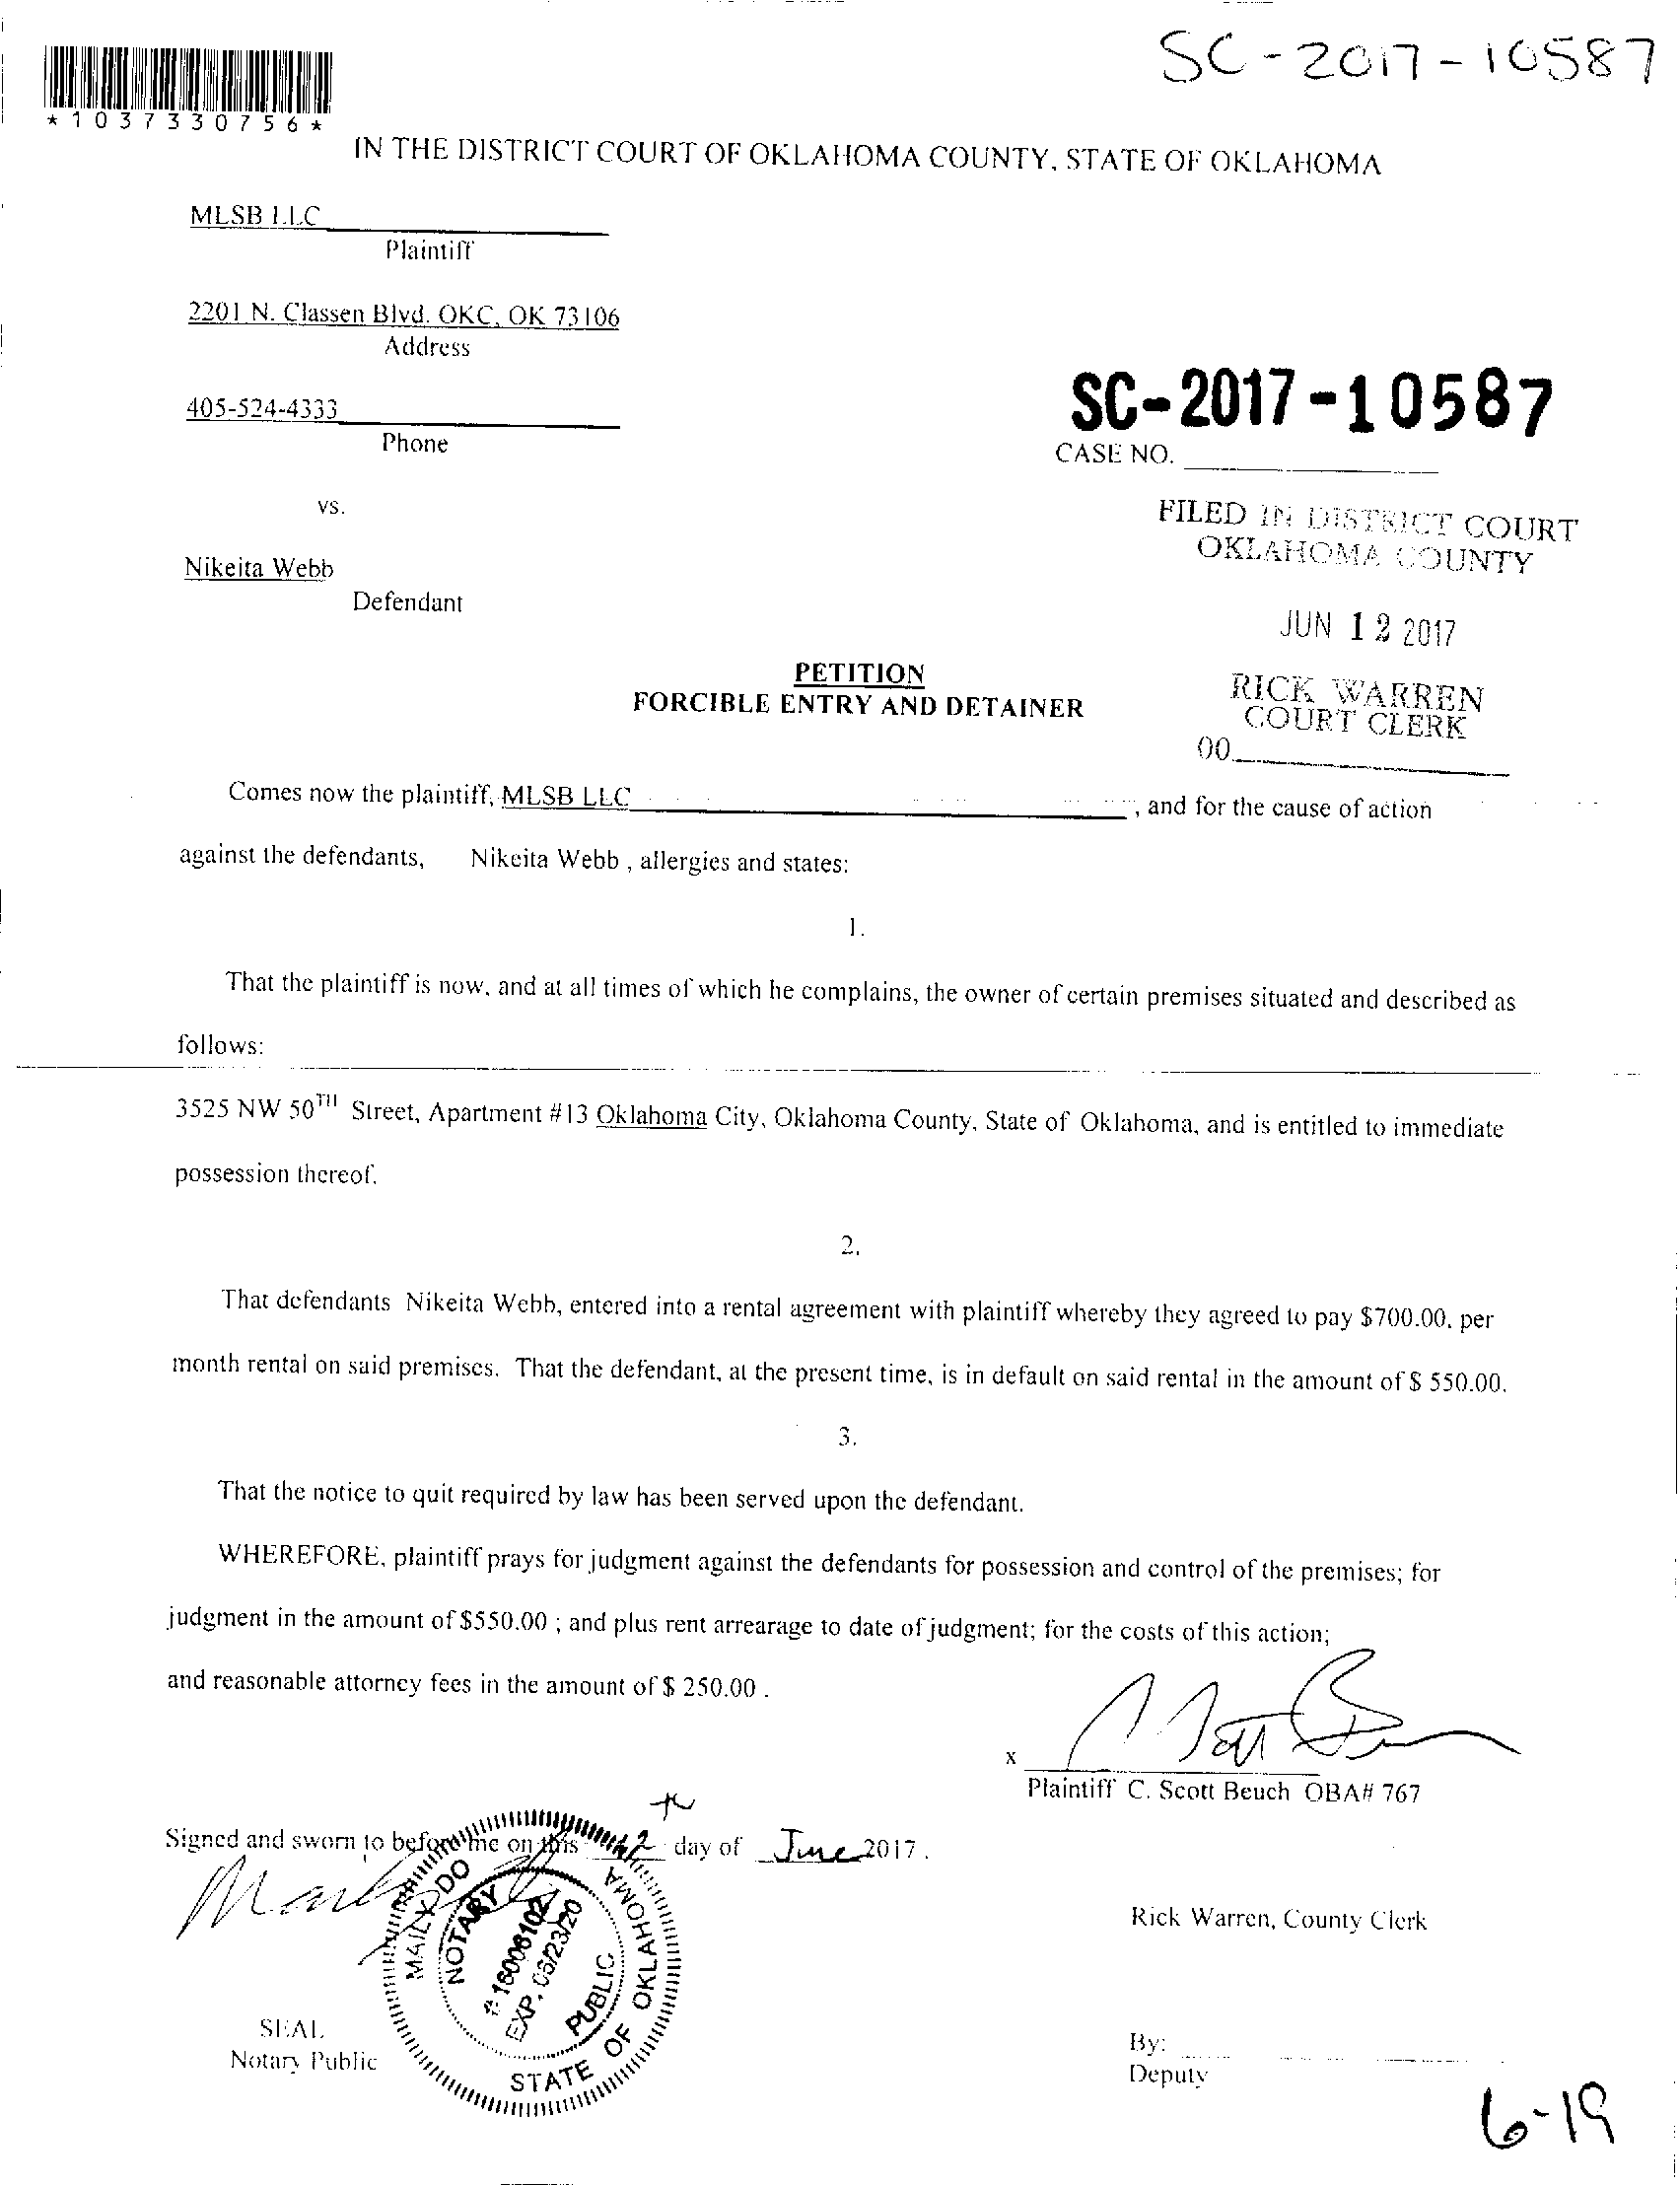 SC-2017-10587
*1037330756*
IN THE DISTRICT COURT OF OKLAHOMA COUNTY, STATE OF OKLAHOMA
MLSB LLC
Plaintiff
2201 N. Classen Blvd. OKC, OK 73106
Address
405-524-4333
Phone
SC-2017-10587
CASE NO.
vs.
FILED IN DISTRICT COURT
OKLAHOMA COUNTY
Nikeita Webb
Defendant
JUN 12 2017
PETITION
FORCIBLE ENTRY AND DETAINER
RICK WARREN
COURT CLERK
00
Comes now the plaintiff, MLSB LLC , and for the cause of action
against the defendants, Nikeita Webb , allergies and states:
1.
That the plaintiff is now, and at all times of which he complains, the owner of certain premises situated and described as
follows:
3525 NW 50TH Street, Apartment #13 Oklahoma City, Oklahoma County, State of Oklahoma, and is entitled to immediate
possession thereof.
2.
That defendants Nikeita Webb, entered into a rental agreement with plaintiff whereby they agreed to pay $700.00. per
month rental on said premises. That the defendant, at the present time, is in default on said rental in the amount of $ 550.00.
3.
That the notice to quit required by law has been served upon the defendant.
WHEREFORE, plaintiff prays for judgment against the defendants for possession and control of the premises; for
judgment in the amount of $550.00 ; and plus rent arrearage to date of judgment; for the costs of this action;
and reasonable attorney fees in the amount of $ 250.00 .
x
Plaintiff C. Scott Beuch OBA# 767
Signed and sworn to before me on this 12 th day of June 2017.
MAILY DO
NOTARY
# 16006102
EXP. 06/23/20
PUBLIC
STATE OF OKLAHOMA
Rick Warren, County Clerk
SEAL
Notary Public
By:
Deputy
6-19